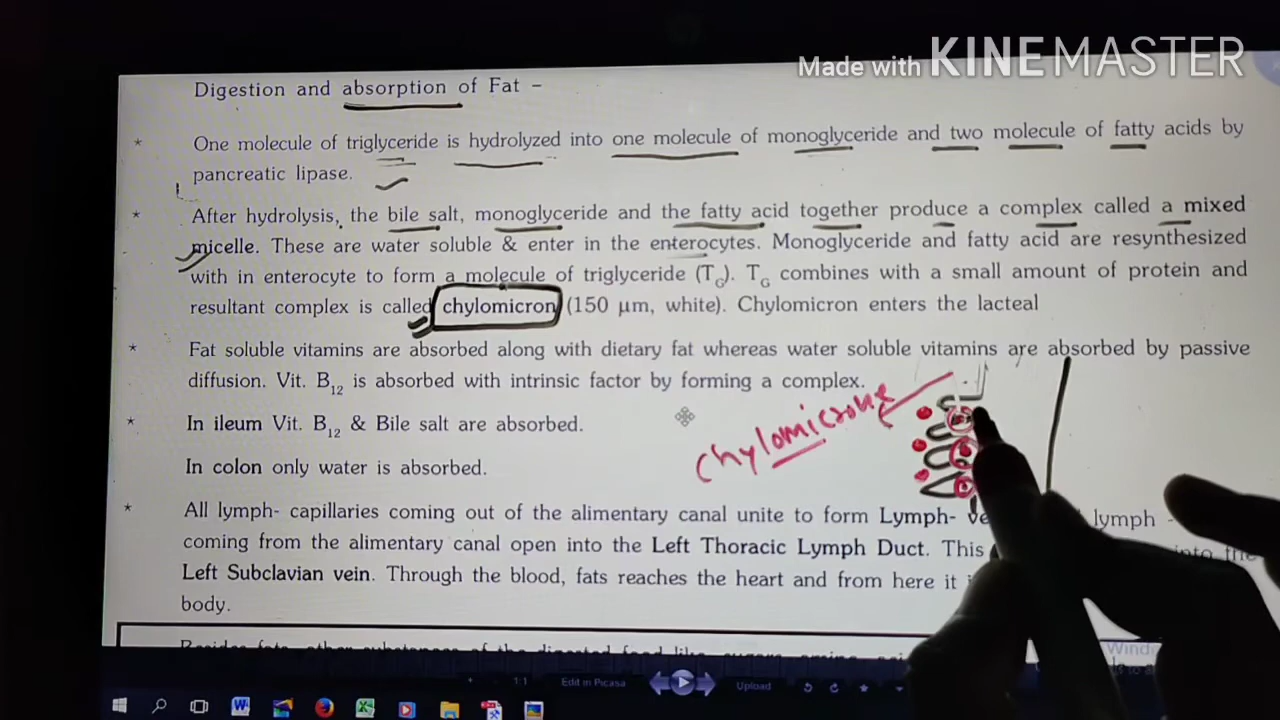 Made with KINEMASTER
Digestion and absorption of Fat –
* One molecule of triglyceride is hydrolyzed into one molecule of monoglyceride and two molecule of fatty acids by
pancreatic lipase.
* After hydrolysis, the bile salt, monoglyceride and the fatty acid together produce a complex called a mixed
micelle. These are water soluble & enter in the enterocytes. Monoglyceride and fatty acid are resynthesized
with in enterocyte to form a molecule of triglyceride (TG). TG combines with a small amount of protein and
resultant complex is called chylomicron (150 μm, white). Chylomicron enters the lacteal
* Fat soluble vitamins are absorbed along with dietary fat whereas water soluble vitamins are absorbed by passive
diffusion. Vit. B12 is absorbed with intrinsic factor by forming a complex.
chylomicrone
* In ileum Vit. B12 & Bile salt are absorbed.
In colon only water is absorbed.
* All lymph- capillaries coming out of the alimentary canal unite to form Lymph- lymph -
coming from the alimentary canal open into the Left Thoracic Lymph Duct. This into the
Left Subclavian vein. Through the blood, fats reaches the heart and from here it
body.
1:1 Edit in Picasa Upload